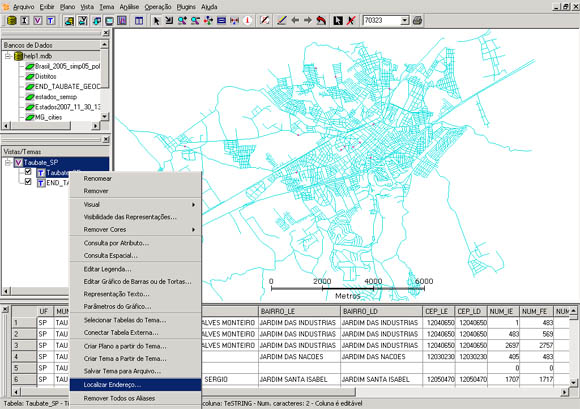 Arquivo Exibir Plano Vista Tema Análise Operação Plugins Ajuda
70323
Bancos de Dados
help1.mdb
Brasil_2005_simp05_pol
Distritos
END_TAUBATE_GEOC
estados_semsp
Estados2007_11_30_13
MG_cities
Vistas/Temas
Taubate_SP
Taubate
END_TA
Renomear
Remover
Visual
Visibilidade das Representações...
Remover Cores
Consulta por Atributo...
Consulta Espacial...
Editar Legenda...
Editar Gráfico de Barras ou de Tortas...
Representação Texto...
Parâmetros do Gráfico...
Selecionar Tabelas do Tema...
Conectar Tabela Externa...
Criar Plano a partir do Tema...
Criar Tema a Partir de Tema...
Salvar Tema para Arquivo...
Localizar Endereço...
Remover Todos os Aliases
0 2000 4000 6000
Metros
UF MUN BAIRRO_LE BAIRRO_LD CEP_LE CEP_LD NUM_IE NUM_FE NUM
1 SP TAU ALVES MONTEIRO JARDIM DAS INDUSTRIAS JARDIM DAS INDUSTRIAS 12040650 12040650 1 483
2 SP TAU ALVES MONTEIRO JARDIM DAS INDUSTRIAS JARDIM DAS INDUSTRIAS 12040650 12040650 483 569
3 SP TAU ALVES MONTEIRO JARDIM DAS INDUSTRIAS JARDIM DAS INDUSTRIAS 12040650 12040650 2697 2757
4 SP TAU JARDIM DAS NACOES JARDIM DAS NACOES 12030230 12030230 405 483
5 SP TAU 0 0
6 SP TAU SERGIO JARDIM SANTA ISABEL JARDIM SANTA ISABEL 12050470 12050470 1707 1717
Tabela: Taubate_SP - T coluna: TeSTRING - Num. caracteres: 2 - Coluna é editável